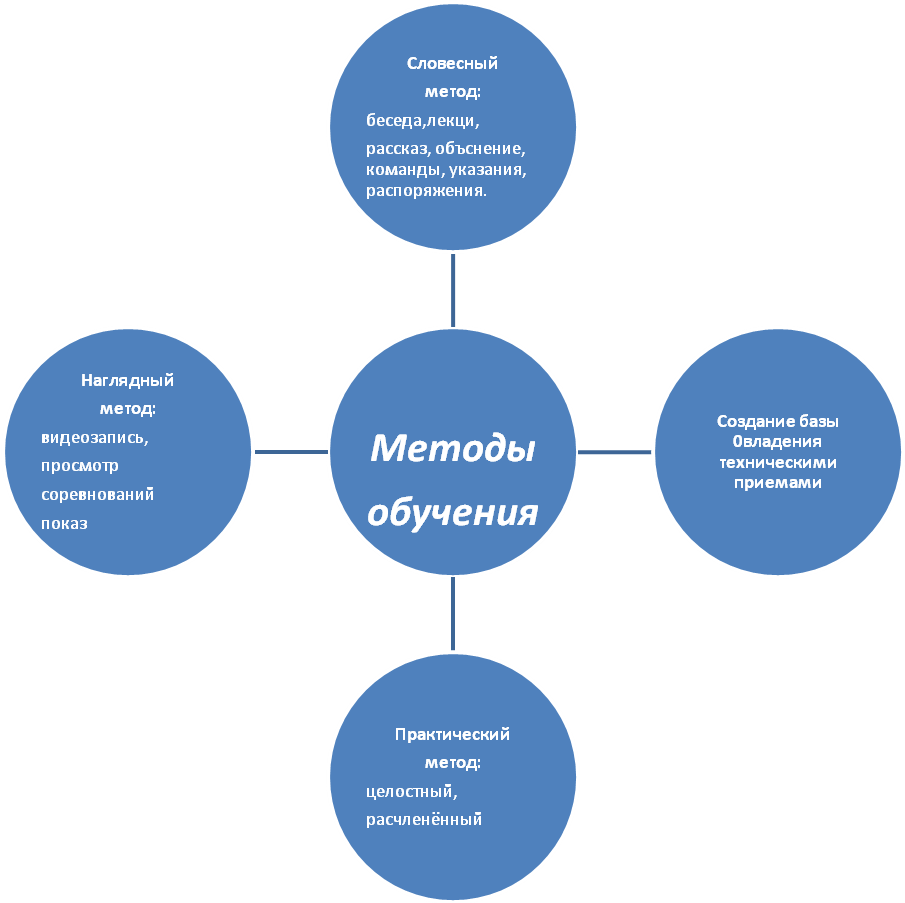 Словесный
метод:
беседа,лекци,
рассказ, объснение,
команды, указания,
распоряжения.
Наглядный
метод:
видеозапись,
просмотр
соревнований
показ
Методы
обучения
Создание базы
0владения
техническими
приемами
Практический
метод:
целостный,
расчленённый